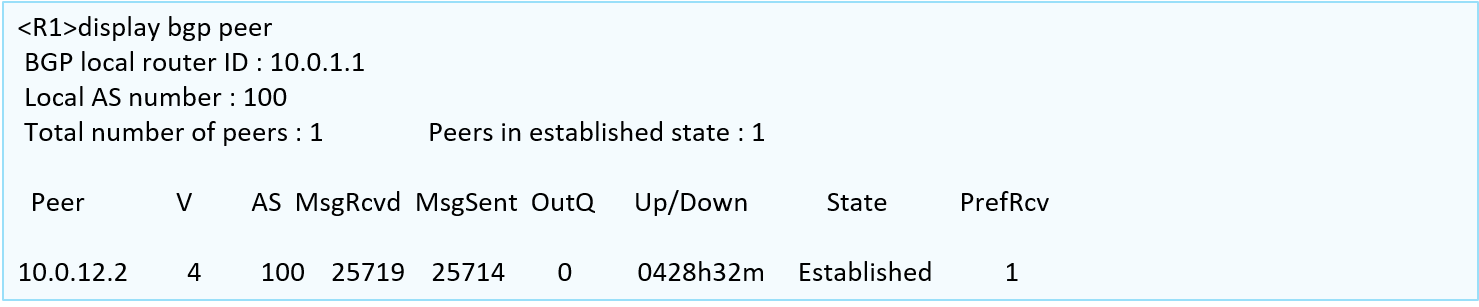 <R1>display bgp peer
BGP local router ID : 10.0.1.1
Local AS number : 100
Total number of peers : 1 Peers in established state : 1
Peer V AS MsgRcvd MsgSent OutQ Up/Down State PrefRcv
10.0.12.2 4 100 25719 25714 0 0428h32m Established 1